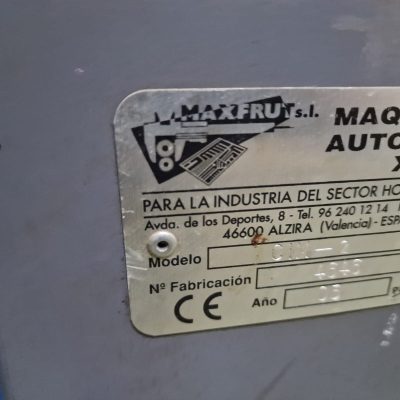 MAXFRUT s.l.
MAQ
AUTO
PARA LA INDUSTRIA DEL SECTOR HO
Avda. de los Deportes, 8 - Tel. 96 240 12 14
46600 ALZIRA (Valencia) - ESP
Modelo
Nº Fabricación
CE Año